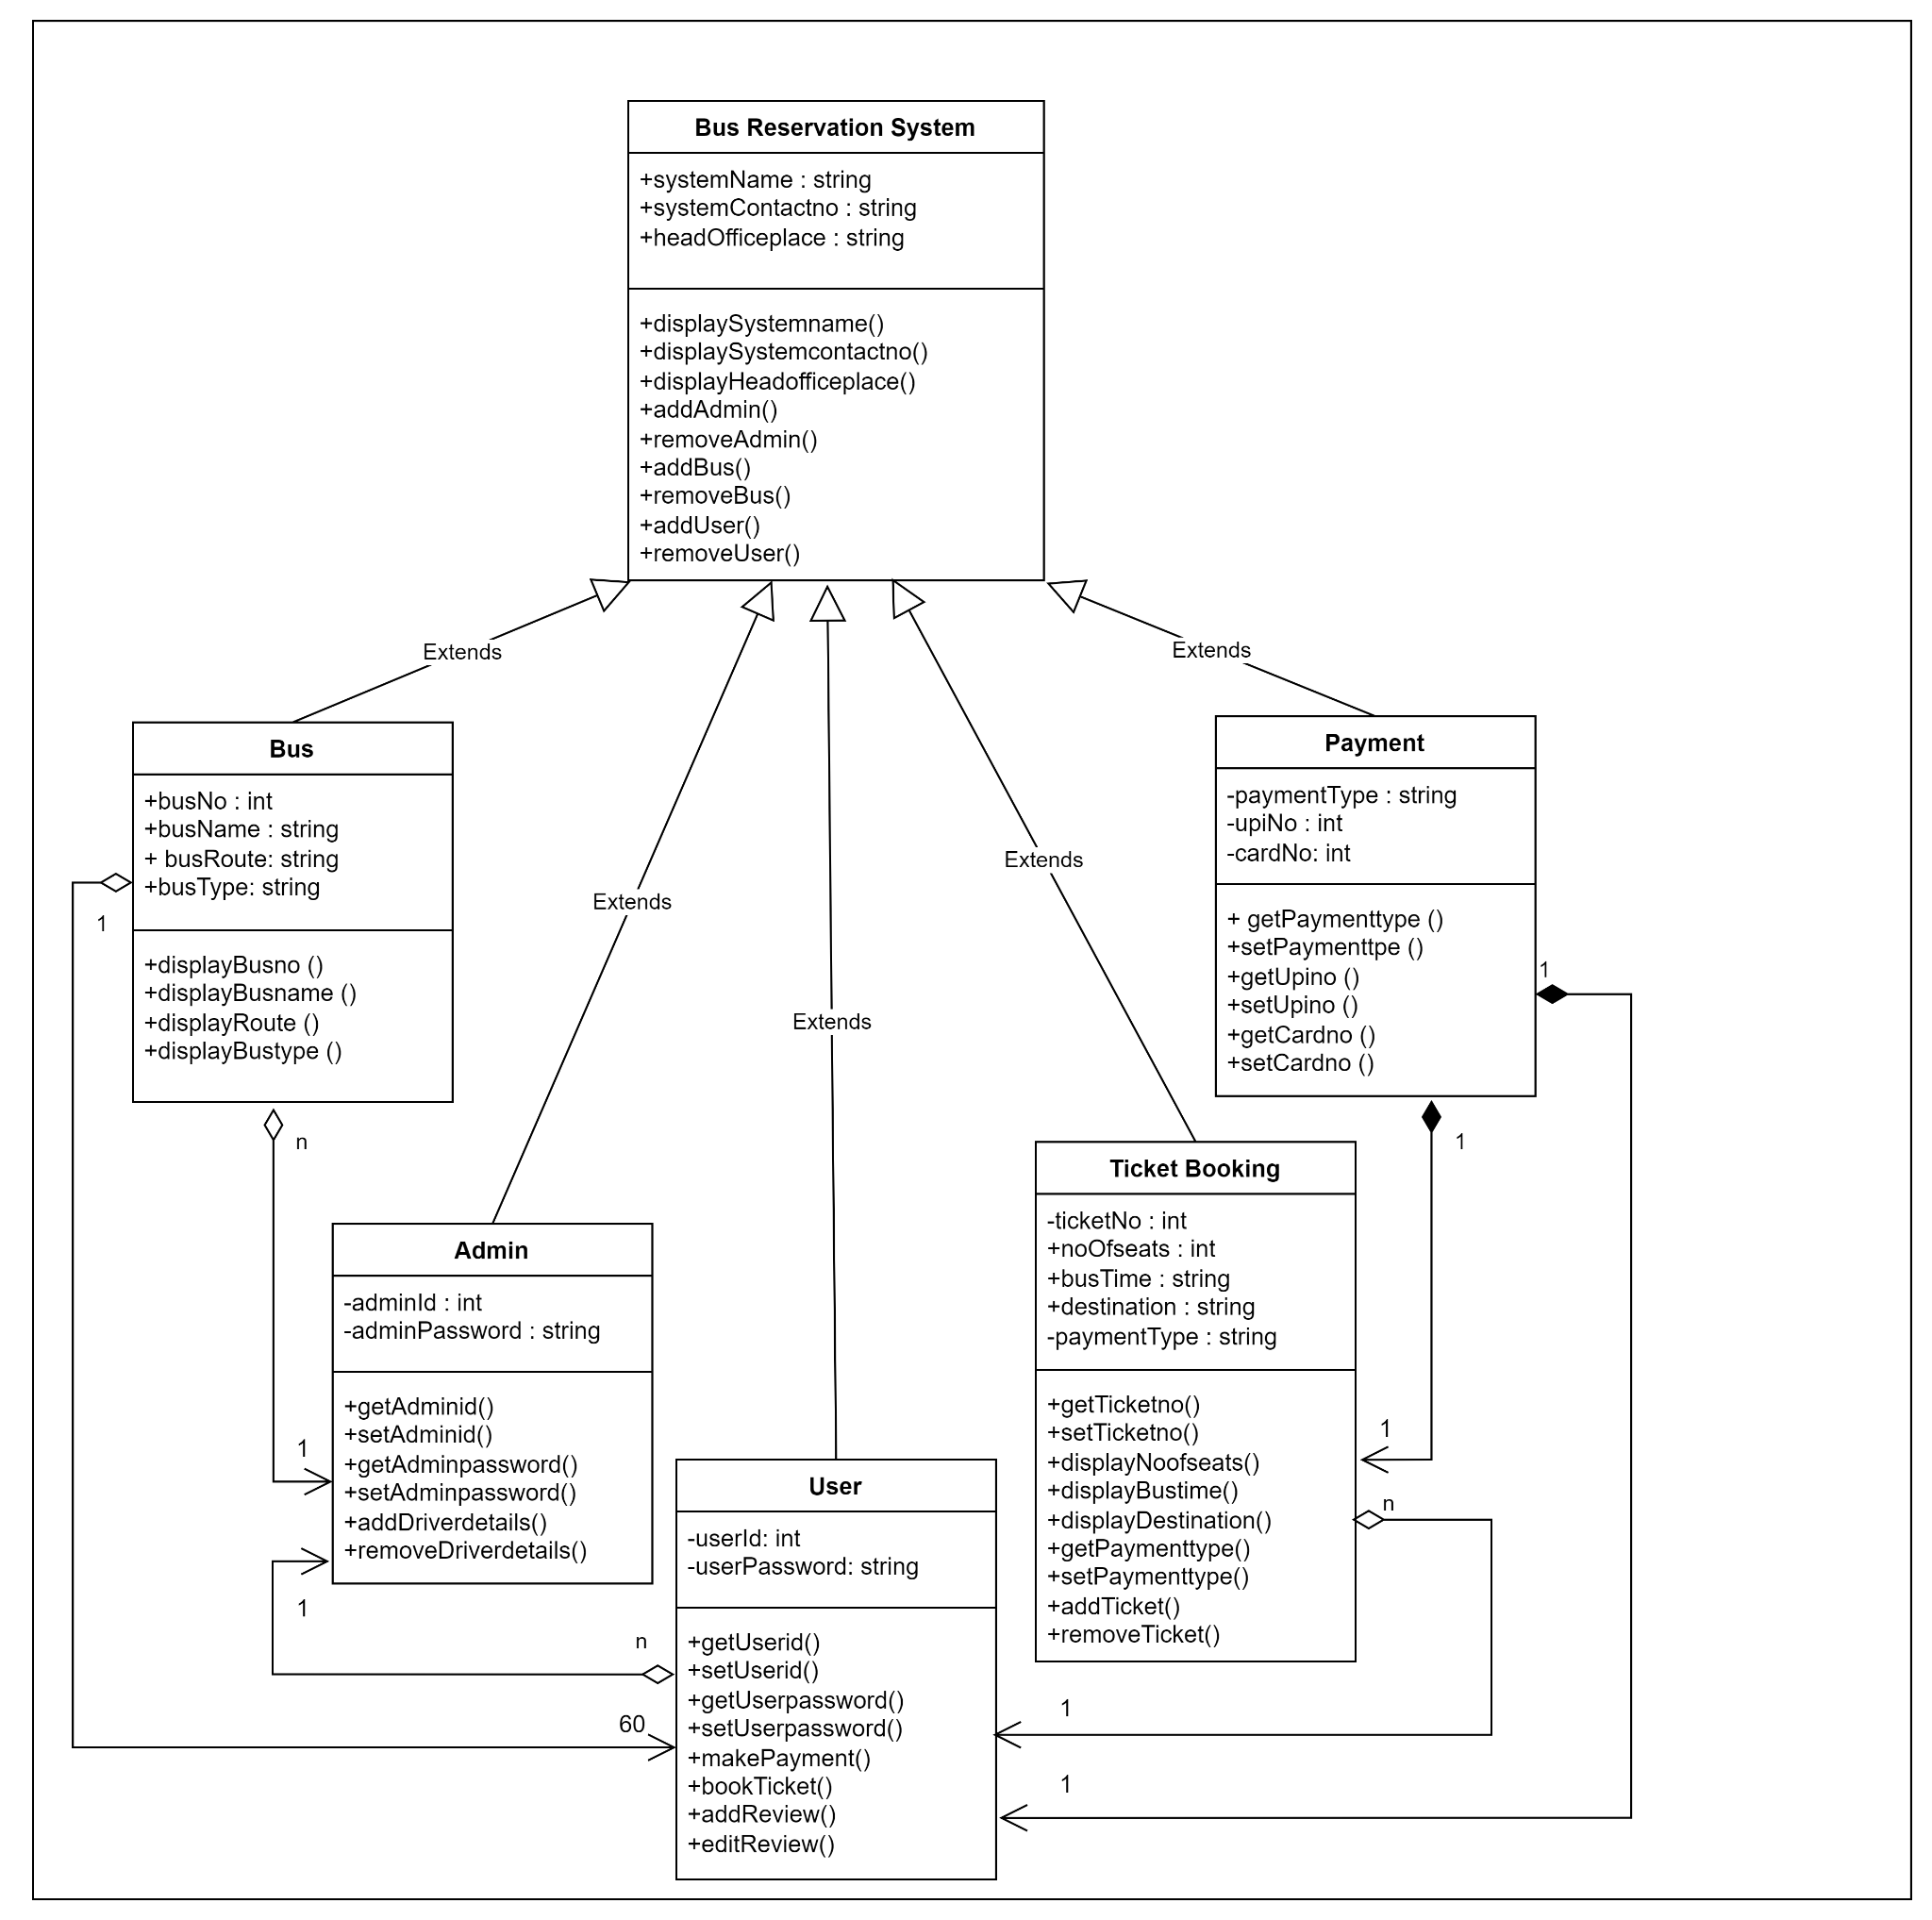 Bus Reservation System
+systemName : string
+systemContactno : string
+headOfficeplace : string
+displaySystemname()
+displaySystemcontactno()
+displayHeadofficeplace()
+addAdmin()
+removeAdmin()
+addBus()
+removeBus()
+addUser()
+removeUser()
Extends
Extends
Extends
Extends
Extends
Bus
+busNo : int
+busName : string
+ busRoute: string
+busType: string
+displayBusno ()
+displayBusname ()
+displayRoute ()
+displayBustype ()
1
n
Payment
-paymentType : string
-upiNo : int
-cardNo: int
+ getPaymenttype ()
+setPaymenttpe ()
+getUpino ()
+setUpino ()
+getCardno ()
+setCardno ()
1
1
Admin
-adminId : int
-adminPassword : string
+getAdminid()
+setAdminid()
+getAdminpassword()
+setAdminpassword()
+addDriverdetails()
+removeDriverdetails()
1
1
Ticket Booking
-ticketNo : int
+noOfseats : int
+busTime : string
+destination : string
-paymentType : string
+getTicketno()
+setTicketno()
+displayNoofseats()
+displayBustime()
+displayDestination()
+getPaymenttype()
+setPaymenttype()
+addTicket()
+removeTicket()
1
n
User
-userId: int
-userPassword: string
+getUserid()
+setUserid()
+getUserpassword()
+setUserpassword()
+makePayment()
+bookTicket()
+addReview()
+editReview()
n
60
1
1